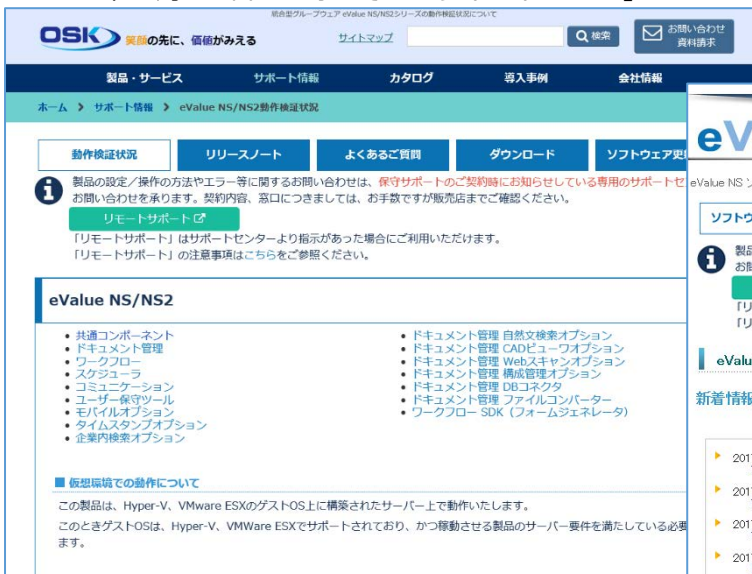 統合型グループウェア eValue NS/NS2シリーズの動作検証状況について
OSK 笑顔の先に、価値がみえる
サイトマップ
検索
お問い合わせ
資料請求
製品・サービス サポート情報 カタログ 導入事例 会社情報
ホーム > サポート情報 > eValue NS/NS2動作検証状況
動作検証状況 リリースノート よくあるご質問 ダウンロード ソフトウェア更
製品の設定／操作の方法やエラー等に関するお問い合わせは、保守サポートのご契約時にお知らせしている専用のサポートセ
お問い合わせを承ります。契約内容、窓口につきましては、お手数ですが販売店までご確認ください。
リモートサポート
「リモートサポート」はサポートセンターより指示があった場合にご利用いただけます。
「リモートサポート」の注意事項はこちらをご参照ください。
eValue NS/NS2
• 共通コンポーネント
• ドキュメント管理
• ワークフロー
• スケジューラ
• コミュニケーション
• ユーザー保守ツール
• モバイルオプション
• タイムスタンプオプション
• 企業内検索オプション
• ドキュメント管理 自然文検索オプション
• ドキュメント管理 CADビューワオプション
• ドキュメント管理 Webスキャンオプション
• ドキュメント管理 構成管理オプション
• ドキュメント管理 DBコネクタ
• ドキュメント管理 ファイルコンバーター
• ワークフロー SDK（フォームジェネレータ）
仮想環境での動作について
この製品は、Hyper-V、VMware ESXのゲストOS上に構築されたサーバー上で動作いたします。
このときゲストOSは、Hyper-V、VMWare ESXでサポートされており、かつ稼動させる製品のサーバー要件を満たしている必要
ます。
eV
eValue NS ソ
ソフトウ
製品
お問
「リ
「リ
eValu
新着情報
201
201
201
201